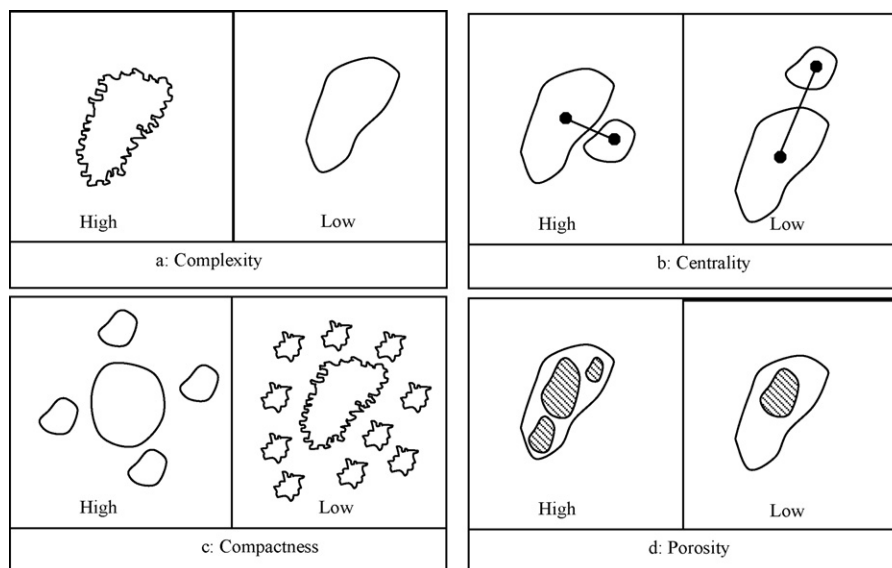 High
Low
a: Complexity
High
Low
b: Centrality
High
Low
c: Compactness
High
Low
d: Porosity